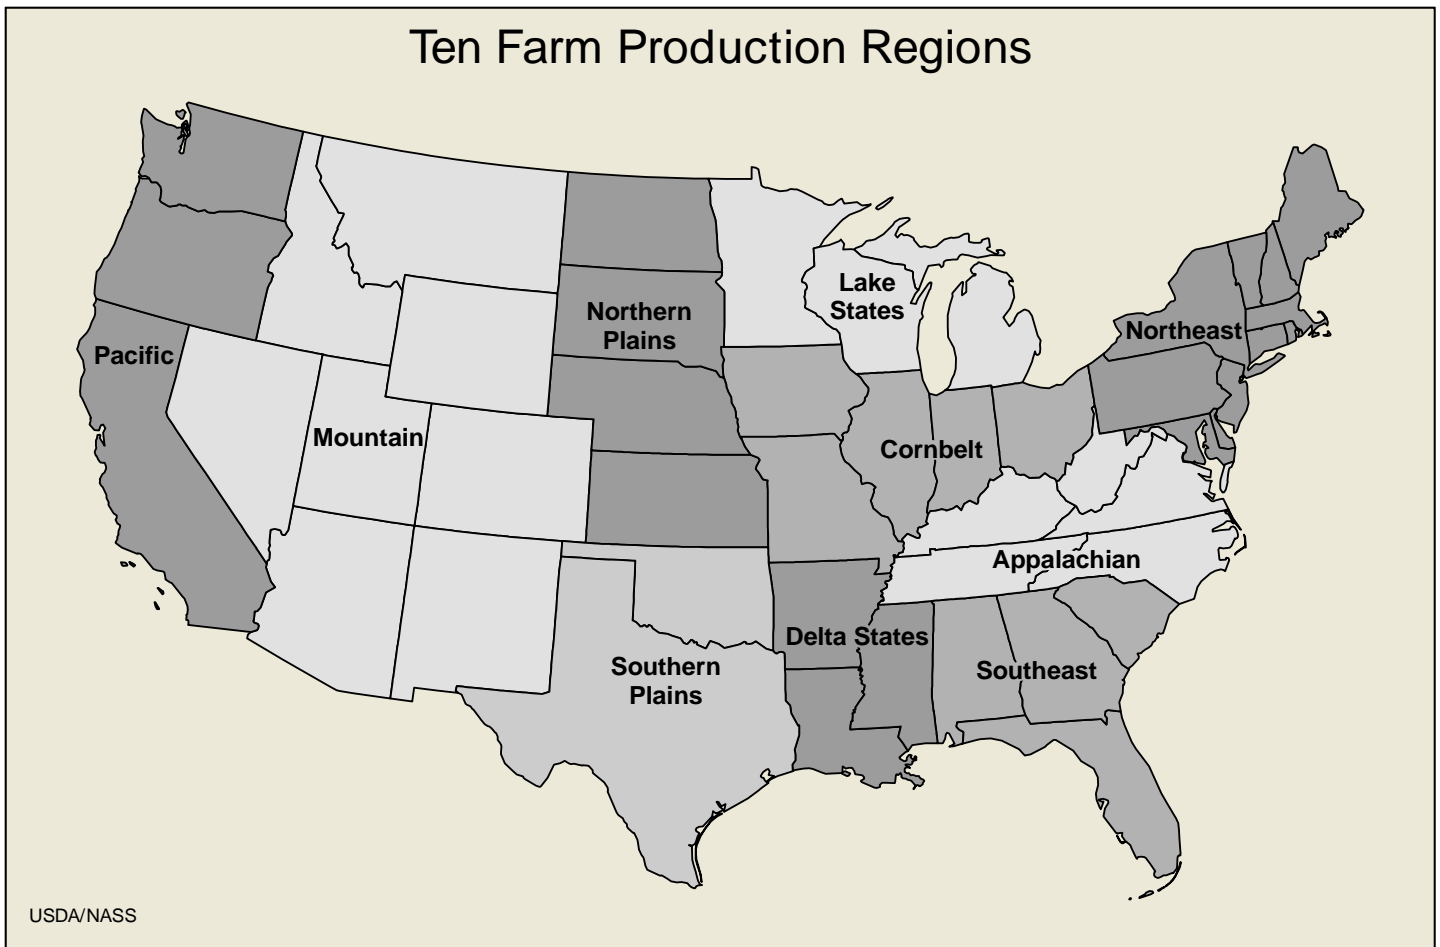 Ten Farm Production Regions
Lake
States
Northern
Plains
Northeast
Pacific
Mountain
Cornbelt
Appalachian
Delta States
Southern
Plains
Southeast
USDA/NASS